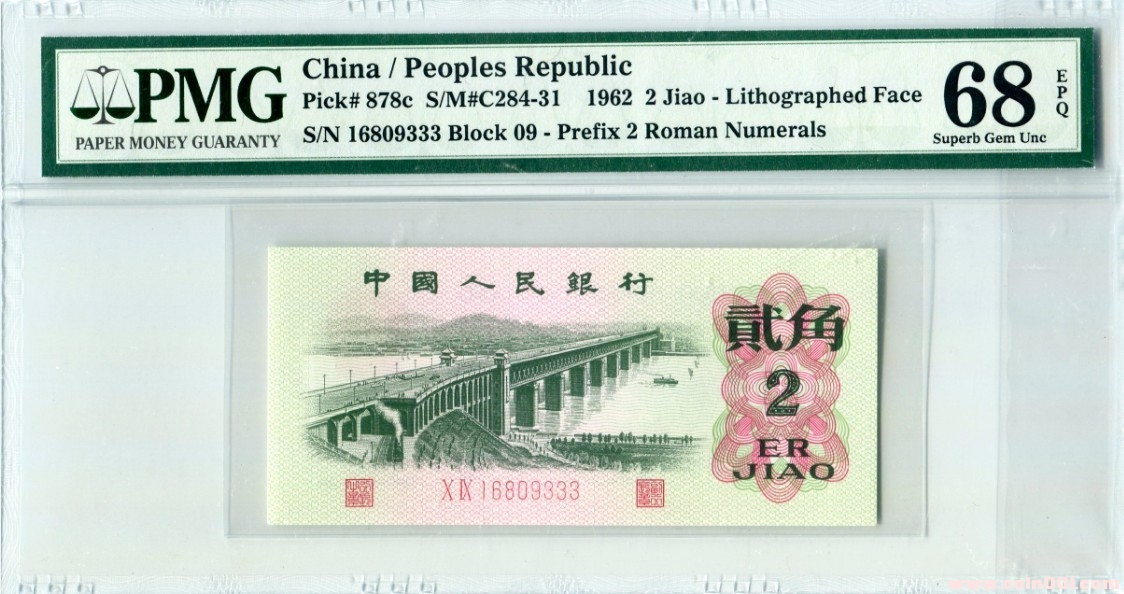 PMG
PAPER MONEY GUARANTY
China / Peoples Republic
Pick# 878c S/M#C284-31 1962 2 Jiao - Lithographed Face
S/N 16809333 Block 09 - Prefix 2 Roman Numerals
68
EPQ
Superb Gem Unc
中國人民銀行
貳角
2
ER
JIAO
X IX 16809333